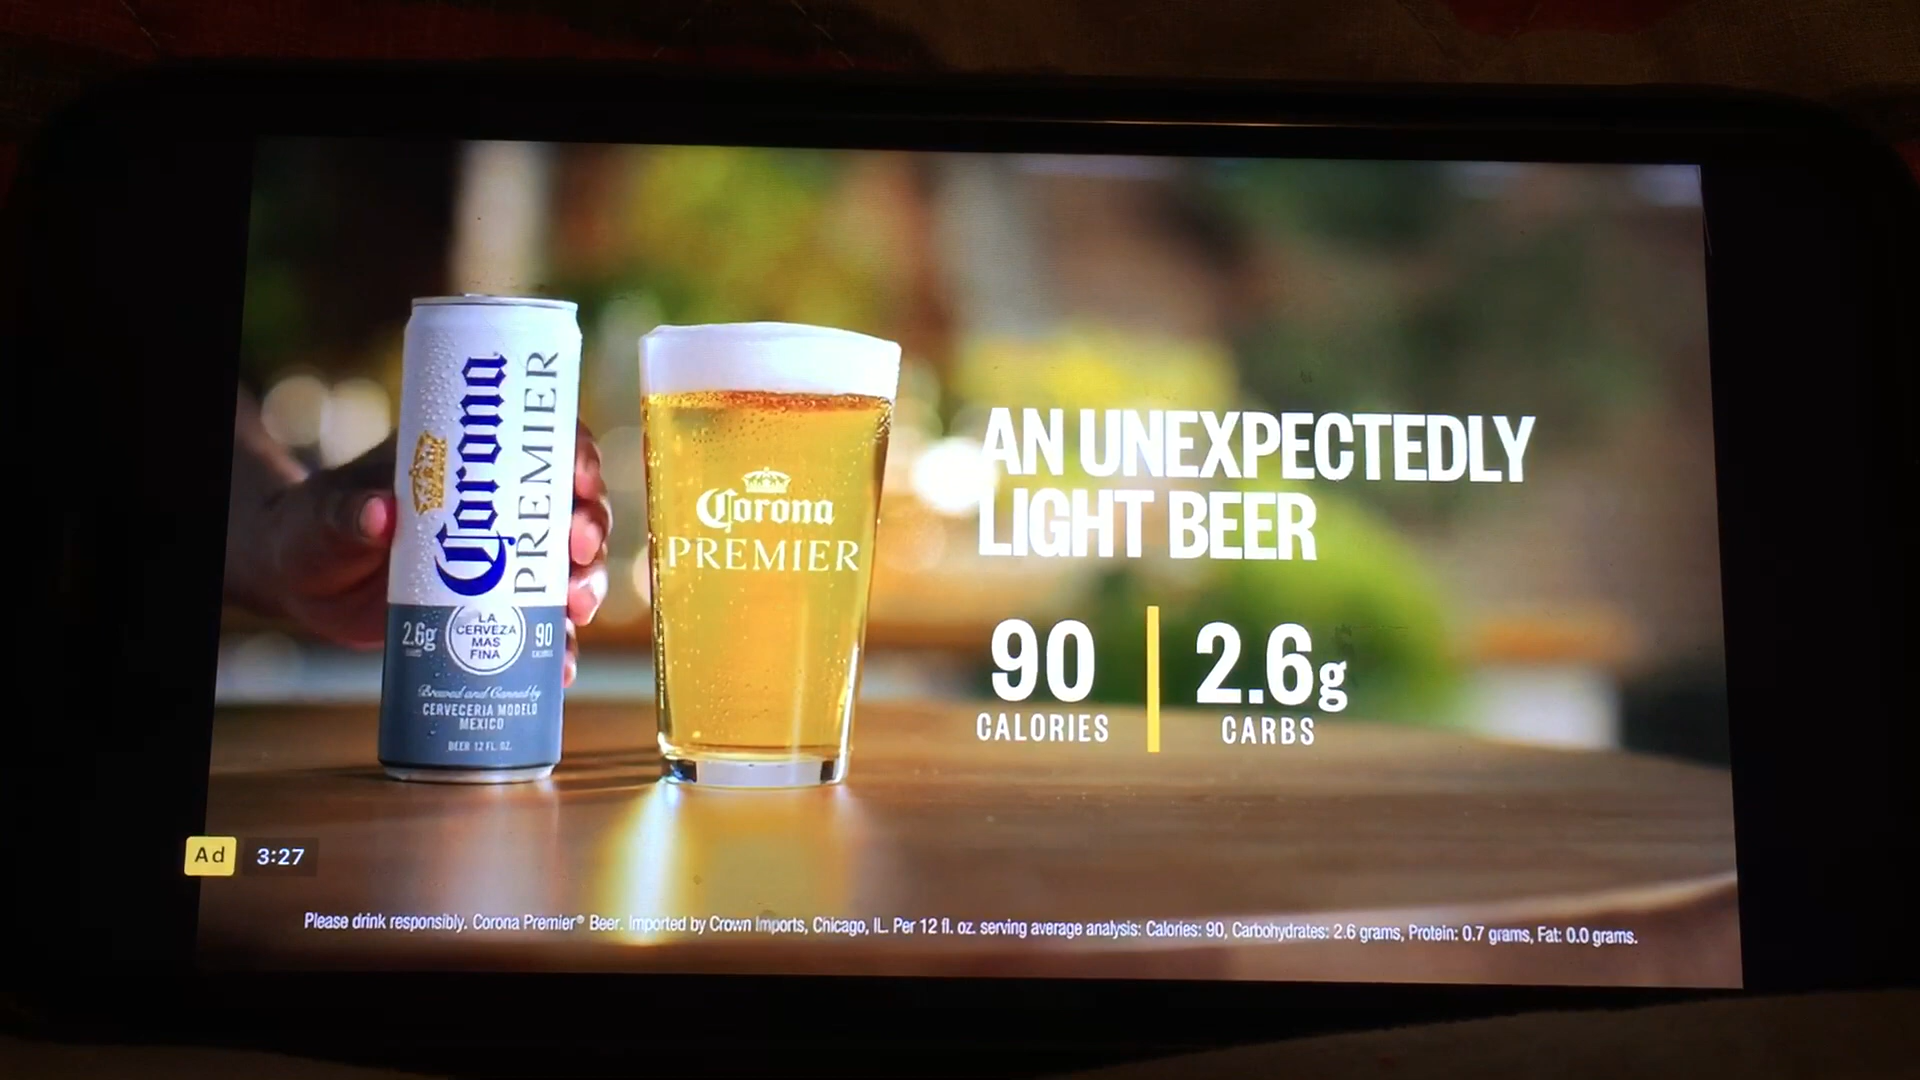 Corona
PREMIER
2.6g
LA
CERVEZA
MAS
FINA
90
CALORIES
Brewed and Canned by
CERVECERIA MODELO
MEXICO
BEER 12 FL. OZ.
Corona
PREMIER
AN UNEXPECTEDLY
LIGHT BEER
90
CALORIES
2.6g
CARBS
Ad 3:27
Please drink responsibly. Corona Premier® Beer. Imported by Crown Imports, Chicago, IL. Per 12 fl. oz. serving average analysis: Calories: 90, Carbohydrates: 2.6 grams, Protein: 0.7 grams, Fat: 0.0 grams.